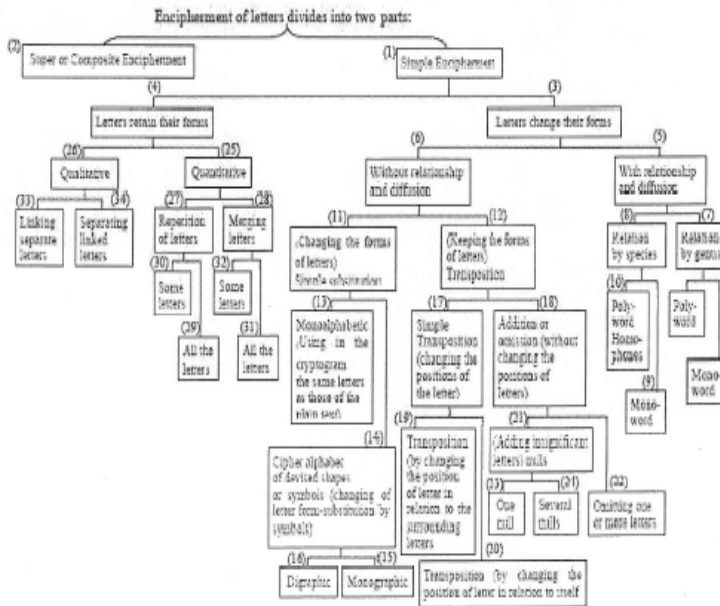 Encipherment of letters divides into two parts:
(2)
Super or Composite Encipherment
(1)
Simple Encipherment
(4)
Letters retain their forms
(3)
Letters change their forms
(26)
Qualitative
(25)
Quantitative
(6)
Without relationship
and diffusion
(5)
With relationship
and diffusion
(33)
Linking
separate
letters
(34)
Separating
linked
letters
(27)
Repetition
of letters
(28)
Merging
letters
(30)
Some
letters
(32)
Some
letters
(29)
All the
letters
(31)
All the
letters
(11)
(Changing the forms
of letters)
Simple substitution
(12)
(Keeping the forms
of letters)
Transposition
(8)
Relation
by species
(7)
Relation
by genus
(10)
Poly-
word
Homo-
phones
(9)
Mono-
word
Poly-
word
Mono-
word
(13)
Monoalphabetic
(Using in the
cryptogram
the same letters
as those of the
plain text)
(17)
Simple
Transposition
(changing the
positions of
the letter)
(18)
Addition or
omission (without
changing the
positions of
letters)
(14)
Cipher alphabet
of devised shapes
or symbols (changing of
letter form-substitution by
symbols)
(19)
Transposition
(by changing
the position
of letter in
relation to the
surrounding
letters
(21)
(Adding insignificant
letters) nulls
(23)
One
null
(24)
Several
nulls
(22)
Omitting one
or more letters
(16)
Digraphic
(15)
Monographic
(20)
Transposition (by changing the
position of letter in relation to itself